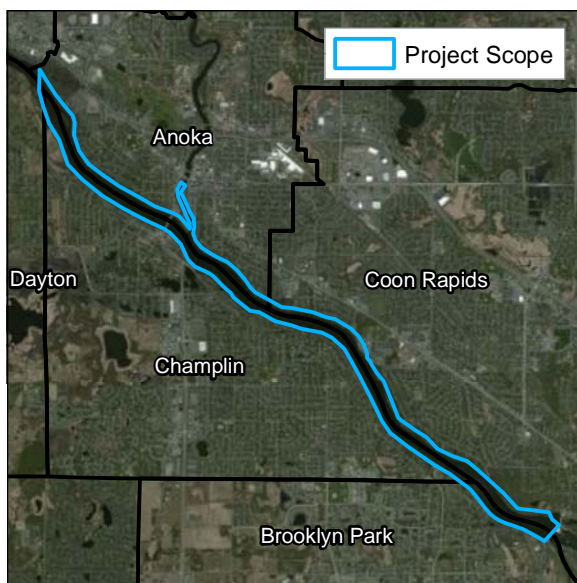 Project Scope
Anoka
Dayton
Coon Rapids
Champlin
Brooklyn Park